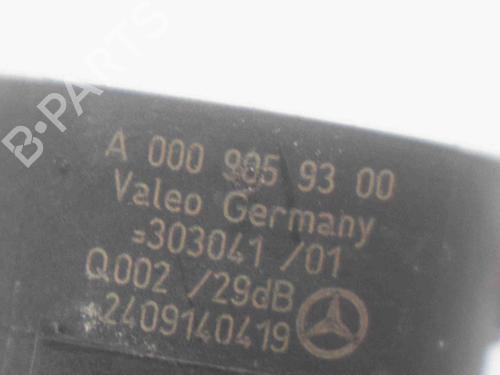 B·PARTS
A 000 905 93 00
Valeo Germany
=303041 /01
Q002 /29dB
*2409140419